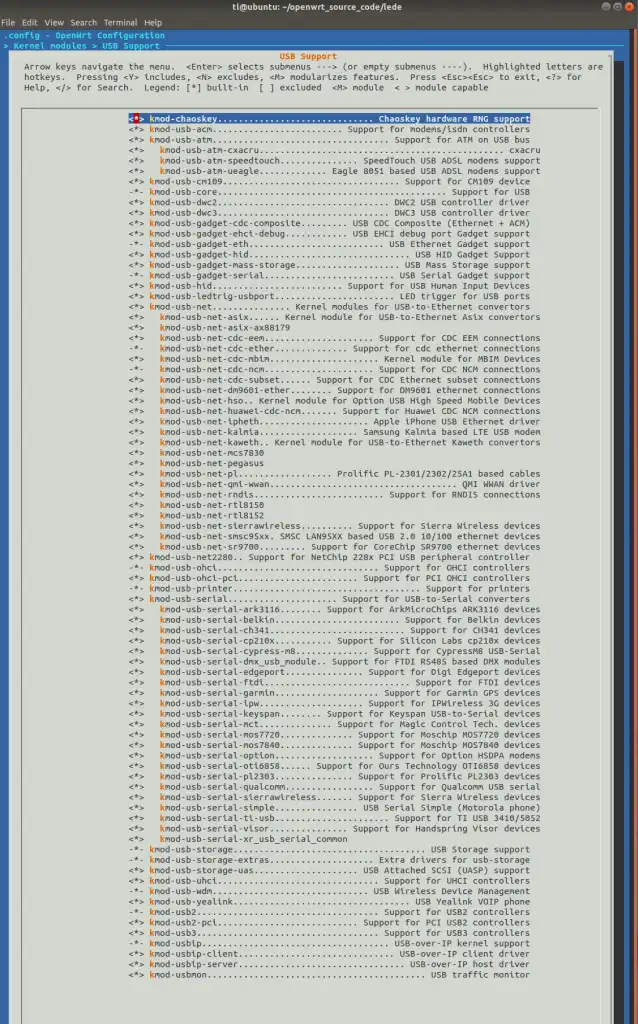 tl@ubuntu: ~/openwrt_source_code/lede
File Edit View Search Terminal Help
.config - OpenWrt Configuration
> Kernel modules > USB Support
USB Support
Arrow keys navigate the menu. <Enter> selects submenus ---> (or empty submenus ----). Highlighted letters are
hotkeys. Pressing <Y> includes, <N> excludes, <M> modularizes features. Press <Esc><Esc> to exit, <?> for
Help, </> for Search. Legend: [*] built-in [ ] excluded <M> module < > module capable
<*> kmod-chaoskey.............................. Chaoskey hardware RNG support
<*> kmod-usb-acm......................... Support for modems/isdn controllers
<*> kmod-usb-atm.................................. Support for ATM on USB bus
<*> kmod-usb-atm-cxacru................................................ cxacru
<*> kmod-usb-atm-speedtouch............... SpeedTouch USB ADSL modems support
<*> kmod-usb-atm-ueagle............. Eagle 8051 based USB ADSL modems support
<*> kmod-usb-cm109.................................. Support for CM109 device
-*- kmod-usb-core............................................ Support for USB
<*> kmod-usb-dwc2.................................. DWC2 USB controller driver
<*> kmod-usb-dwc3.................................. DWC3 USB controller driver
<*> kmod-usb-gadget-cdc-composite......... USB CDC Composite (Ethernet + ACM)
<*> kmod-usb-gadget-ehci-debug............ USB EHCI debug port Gadget support
-*- kmod-usb-gadget-eth........................... USB Ethernet Gadget support
<*> kmod-usb-gadget-hid................................ USB HID Gadget Support
<*> kmod-usb-gadget-mass-storage..................... USB Mass Storage support
-*- kmod-usb-gadget-serial.......................... USB Serial Gadget support
<*> kmod-usb-hid......................... Support for USB Human Input Devices
<*> kmod-usb-ledtrig-usbport........................ LED trigger for USB ports
<*> kmod-usb-net............... Kernel modules for USB-to-Ethernet convertors
<*> kmod-usb-net-asix...... Kernel module for USB-to-Ethernet Asix convertors
<*> kmod-usb-net-asix-ax88179
<*> kmod-usb-net-cdc-eem...................... Support for CDC EEM connections
-*- kmod-usb-net-cdc-ether.............. Support for cdc ethernet connections
<*> kmod-usb-net-cdc-mbim...................... Kernel module for MBIM Devices
-*- kmod-usb-net-cdc-ncm...................... Support for CDC NCM connections
<*> kmod-usb-net-cdc-subset...... Support for CDC Ethernet subset connections
<*> kmod-usb-net-dm9601-ether........ Support for DM9601 ethernet connections
<*> kmod-usb-net-hso.. Kernel module for Option USB High Speed Mobile Devices
<*> kmod-usb-net-huawei-cdc-ncm....... Support for Huawei CDC NCM connections
<*> kmod-usb-net-ipheth..................... Apple iPhone USB Ethernet driver
<*> kmod-usb-net-kalmia................... Samsung Kalmia based LTE USB modem
<*> kmod-usb-net-kaweth.. Kernel module for USB-to-Ethernet Kaweth convertors
<*> kmod-usb-net-mcs7830
<*> kmod-usb-net-pegasus
<*> kmod-usb-net-pl................. Prolific PL-2301/2302/25A1 based cables
<*> kmod-usb-net-qmi-wwan.................................... QMI WWAN driver
<*> kmod-usb-net-rndis........................... Support for RNDIS connections
<*> kmod-usb-net-rtl8150
<*> kmod-usb-net-rtl8152
<*> kmod-usb-net-sierrawireless.......... Support for Sierra Wireless devices
<*> kmod-usb-net-smsc95xx. SMSC LAN95XX based USB 2.0 10/100 ethernet devices
<*> kmod-usb-net-sr9700......... Support for CoreChip SR9700 ethernet devices
<*> kmod-usb-net2280.. Support for NetChip 228x PCI USB peripheral controller
-*- kmod-usb-ohci............................... Support for OHCI controllers
<*> kmod-usb-ohci-pci....................... Support for PCI OHCI controllers
-*- kmod-usb-printer.................................... Support for printers
<*> kmod-usb-serial...................... Support for USB-to-Serial converters
<*> kmod-usb-serial-ark3116........ Support for ArkMicroChips ARK3116 devices
<*> kmod-usb-serial-belkin........................ Support for Belkin devices
<*> kmod-usb-serial-ch341.......................... Support for CH341 devices
<*> kmod-usb-serial-cp210x........... Support for Silicon Labs cp210x devices
<*> kmod-usb-serial-cypress-m8.............. Support for CypressM8 USB-Serial
<*> kmod-usb-serial-dmx_usb_module.. Support for FTDI RS485 based DMX modules
<*> kmod-usb-serial-edgeport............... Support for Digi Edgeport devices
<*> kmod-usb-serial-ftdi............................ Support for FTDI devices
<*> kmod-usb-serial-garmin.................... Support for Garmin GPS devices
<*> kmod-usb-serial-ipw.................... Support for IPWireless 3G devices
<*> kmod-usb-serial-keyspan........ Support for Keyspan USB-to-Serial devices
<*> kmod-usb-serial-mct.............. Support for Magic Control Tech. devices
<*> kmod-usb-serial-mos7720.............. Support for Moschip MOS7720 devices
<*> kmod-usb-serial-mos7840.............. Support for Moschip MOS7840 devices
<*> kmod-usb-serial-option................... Support for Option HSDPA modems
<*> kmod-usb-serial-oti6858...... Support for Ours Technology OTI6858 devices
<*> kmod-usb-serial-pl2303.............. Support for Prolific PL2303 devices
<*> kmod-usb-serial-qualcomm................. Support for Qualcomm USB serial
<*> kmod-usb-serial-sierrawireless....... Support for Sierra Wireless devices
<*> kmod-usb-serial-simple............... USB Serial Simple (Motorola phone)
<*> kmod-usb-serial-ti-usb..................... Support for TI USB 3410/5052
<*> kmod-usb-serial-visor............... Support for Handspring Visor devices
<*> kmod-usb-serial-xr_usb_serial_common
-*- kmod-usb-storage..................................... USB Storage support
-*- kmod-usb-storage-extras................... Extra drivers for usb-storage
<*> kmod-usb-storage-uas.................... USB Attached SCSI (UASP) support
<*> kmod-usb-uhci............................... Support for UHCI controllers
-*- kmod-usb-wdm............................... USB Wireless Device Management
<*> kmod-usb-yealink.................................. USB Yealink VOIP phone
-*- kmod-usb2................................... Support for USB2 controllers
<*> kmod-usb2-pci........................... Support for PCI USB2 controllers
<*> kmod-usb3................................... Support for USB3 controllers
-*- kmod-usbip.................................... USB-over-IP kernel support
<*> kmod-usbip-client.............................. USB-over-IP client driver
<*> kmod-usbip-server................................ USB-over-IP host driver
<*> kmod-usbmon.......................................... USB traffic monitor